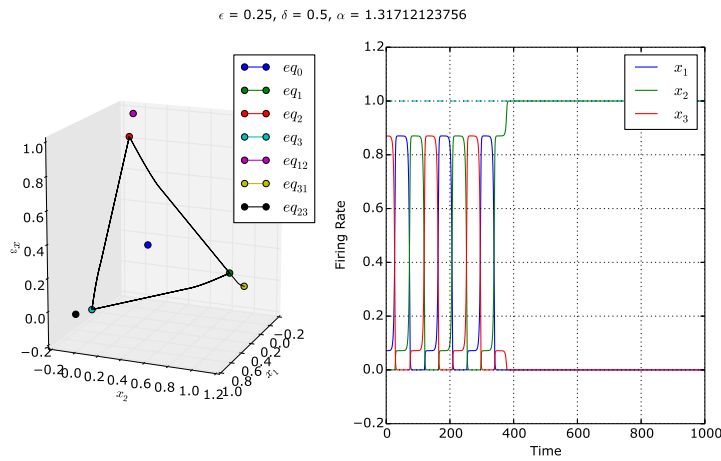 ϵ = 0.25, δ = 0.5, α = 1.31712123756
eq₀
eq₁
eq₂
eq₃
eq₁₂
eq₃₁
eq₂₃
1.0
0.8
0.6
0.4
0.2
0.0
−0.2
x₃
−0.2 0.0 0.2 0.4 0.6 0.8 1.0 1.2
x₂
−0.2
0.0
0.2
0.4
0.6
0.8
1.0
x₁
x₁
x₂
x₃
1.2
1.0
0.8
0.6
0.4
0.2
0.0
−0.2
Firing Rate
0 200 400 600 800 1000
Time